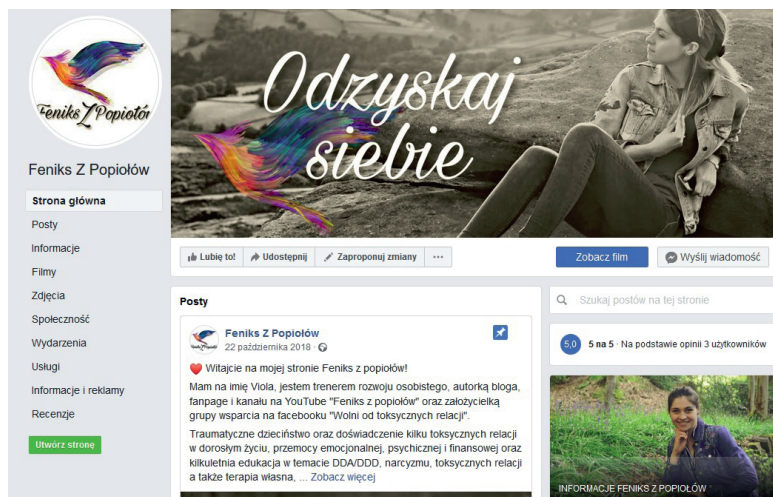 Feniks Z Popiołów
Odzyskaj
siebie
Feniks Z Popiołów
Strona główna
Posty
Informacje
Filmy
Zdjęcia
Społeczność
Wydarzenia
Usługi
Informacje i reklamy
Recenzje
Utwórz stronę
Lubię to! Udostępnij Zaproponuj zmiany ...
Zobacz film Wyślij wiadomość
Posty
Feniks Z Popiołów
22 października 2018 ·
Witajcie na mojej stronie Feniks z popiołów!
Mam na imię Viola, jestem trenerem rozwoju osobistego, autorką bloga,
fanpage i kanału na YouTube "Feniks z popiołów" oraz założycielką
grupy wsparcia na facebooku "Wolni od toksycznych relacji".
Traumatyczne dzieciństwo oraz doświadczenie kilku toksycznych relacji
w dorosłym życiu, przemocy emocjonalnej, psychicznej i finansowej oraz
kilkuletnia edukacja w temacie DDA/DDD, narcyzmu, toksycznych relacji
a także terapia własna, ... Zobacz więcej
Szukaj postów na tej stronie
5,0 5 na 5 · Na podstawie opinii 3 użytkowników
INFORMACJE FENIKS Z POPIOŁÓW